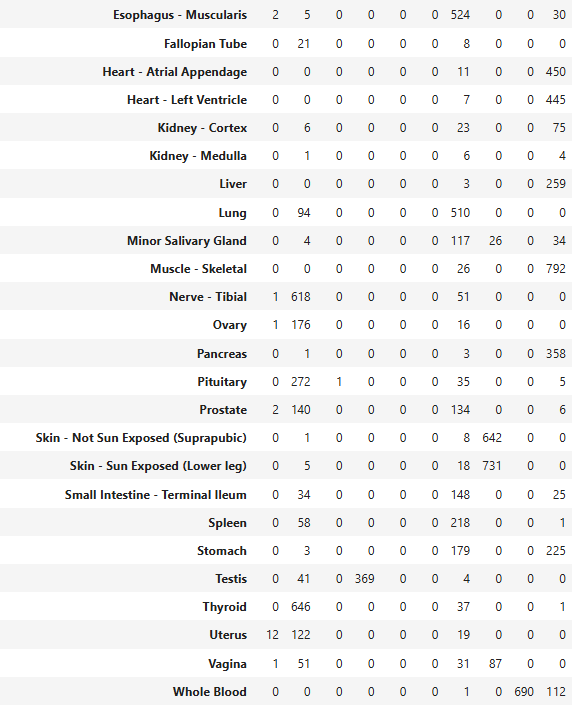 Esophagus - Muscularis 2 5 0 0 0 0 524 0 0 30
Fallopian Tube 0 21 0 0 0 0 8 0 0 0
Heart - Atrial Appendage 0 0 0 0 0 0 11 0 0 450
Heart - Left Ventricle 0 0 0 0 0 0 7 0 0 445
Kidney - Cortex 0 6 0 0 0 0 23 0 0 75
Kidney - Medulla 0 1 0 0 0 0 6 0 0 4
Liver 0 0 0 0 0 0 3 0 0 259
Lung 0 94 0 0 0 0 510 0 0 0
Minor Salivary Gland 0 4 0 0 0 0 117 26 0 34
Muscle - Skeletal 0 0 0 0 0 0 26 0 0 792
Nerve - Tibial 1 618 0 0 0 0 51 0 0 0
Ovary 1 176 0 0 0 0 16 0 0 0
Pancreas 0 1 0 0 0 0 3 0 0 358
Pituitary 0 272 1 0 0 0 35 0 0 5
Prostate 2 140 0 0 0 0 134 0 0 6
Skin - Not Sun Exposed (Suprapubic) 0 1 0 0 0 0 8 642 0 0
Skin - Sun Exposed (Lower leg) 0 5 0 0 0 0 18 731 0 0
Small Intestine - Terminal Ileum 0 34 0 0 0 0 148 0 0 25
Spleen 0 58 0 0 0 0 218 0 0 1
Stomach 0 3 0 0 0 0 179 0 0 225
Testis 0 41 0 369 0 0 4 0 0 0
Thyroid 0 646 0 0 0 0 37 0 0 1
Uterus 12 122 0 0 0 0 19 0 0 0
Vagina 1 51 0 0 0 0 31 87 0 0
Whole Blood 0 0 0 0 0 0 1 0 690 112